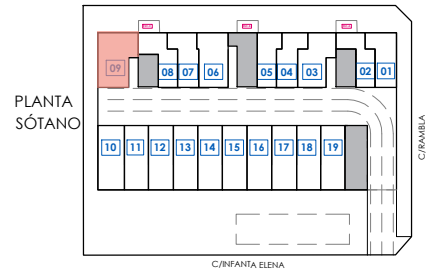 09 08 07 06 05 04 03 02 01
PLANTA
SÓTANO
10 11 12 13 14 15 16 17 18 19
C/RAMBLA
C/INFANTA ELENA